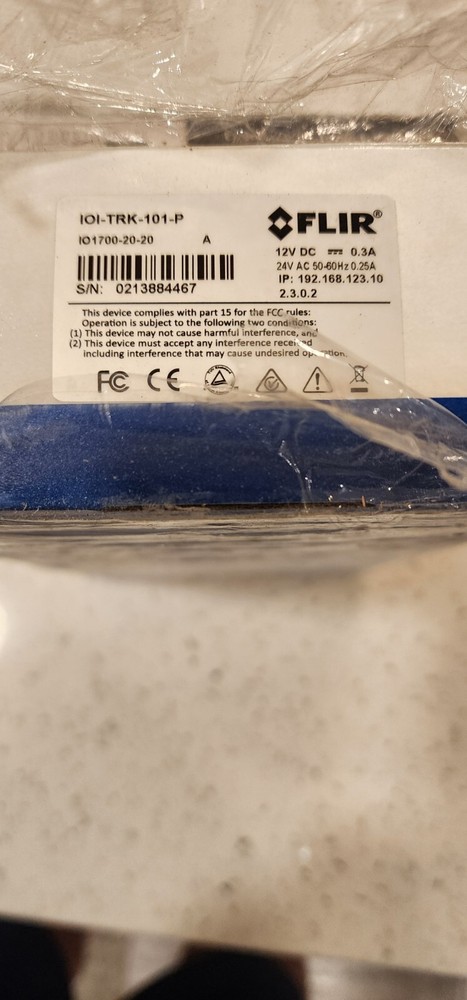 IOI-TRK-101-P
IO1700-20-20 A
S/N: 0213884467
FLIR®
12V DC ⎓ 0.3A
24V AC 50-60Hz 0.25A
IP: 192.168.123.10
2.3.0.2
This device complies with part 15 for the FCC rules:
Operation is subject to the following two conditions:
(1) This device may not cause harmful interference, and
(2) This device must accept any interference received
including interference that may cause undesired operation.
FC CE